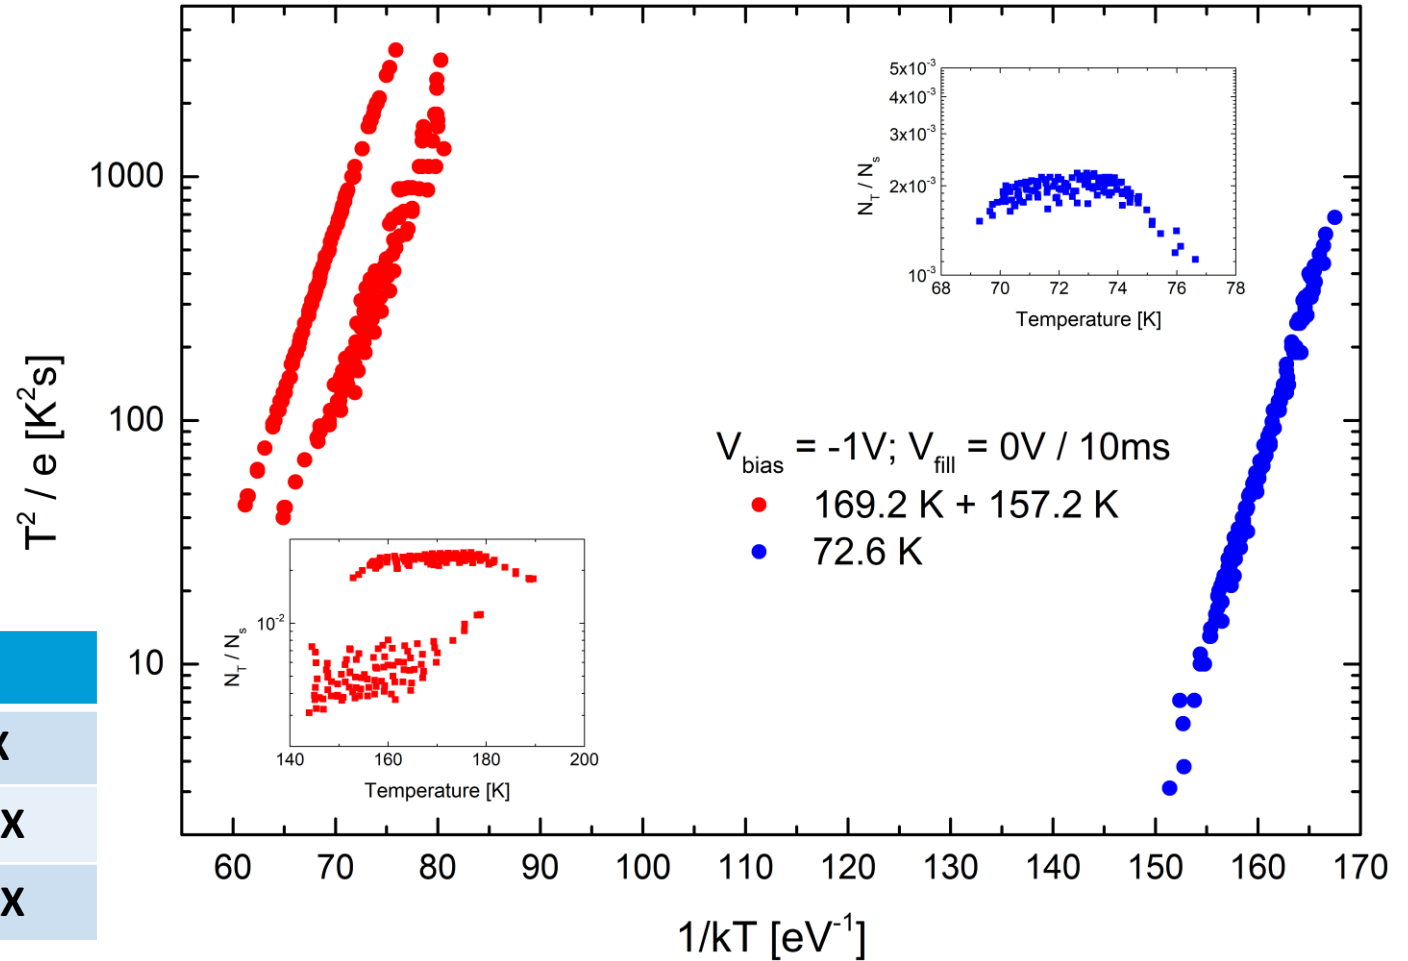 T² / e [K²s]
1000
100
10
60 70 80 90 100 110 120 130 140 150 160 170
1/kT [eV⁻¹]
V_bias = -1V; V_fill = 0V / 10ms
169.2 K + 157.2 K
72.6 K
N_T / N_s
5x10⁻³
4x10⁻³
3x10⁻³
2x10⁻³
10⁻³
68 70 72 74 76 78
Temperature [K]
N_T / N_s
10⁻²
140 160 180 200
Temperature [K]
X
X
X